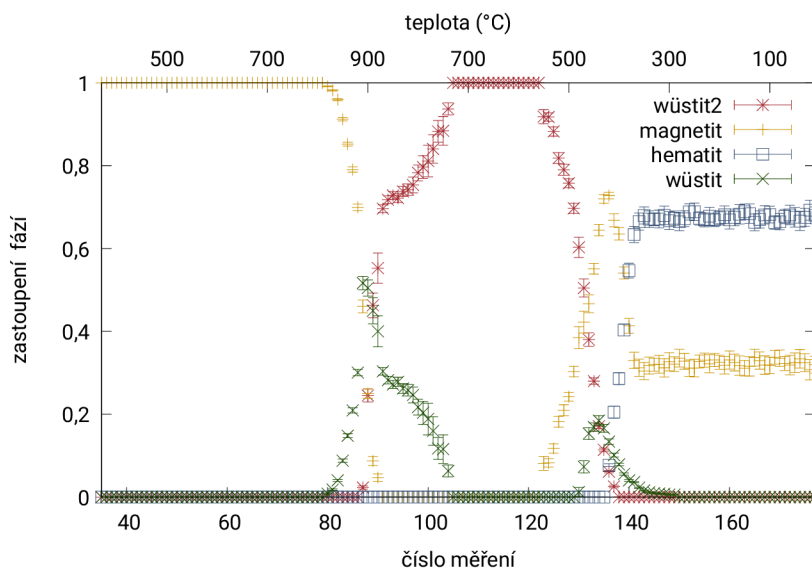 teplota (°C)
500 700 900 700 500 300 100
1
0,8
0,6
0,4
0,2
0
zastoupení fází
wüstit2
magnetit
hematit
wüstit
40 60 80 100 120 140 160
číslo měření